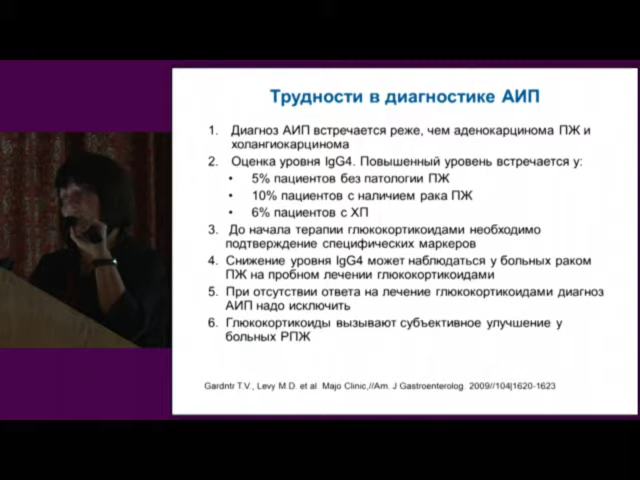 Трудности в диагностике АИП
1. Диагноз АИП встречается реже, чем аденокарцинома ПЖ и
холангиокарцинома
2. Оценка уровня IgG4. Повышенный уровень встречается у:
• 5% пациентов без патологии ПЖ
• 10% пациентов с наличием рака ПЖ
• 6% пациентов с ХП
3. До начала терапии глюкокортикоидами необходимо
подтверждение специфических маркеров
4. Снижение уровня IgG4 может наблюдаться у больных раком
ПЖ на пробном лечении глюкокортикоидами
5. При отсутствии ответа на лечение глюкокортикоидами диагноз
АИП надо исключить
6. Глюкокортикоиды вызывают субъективное улучшение у
больных РПЖ
Gardntr T.V., Levy M.D. et al Majo Clinic,//Am. J Gastroenterolog 2009//104|1620-1623